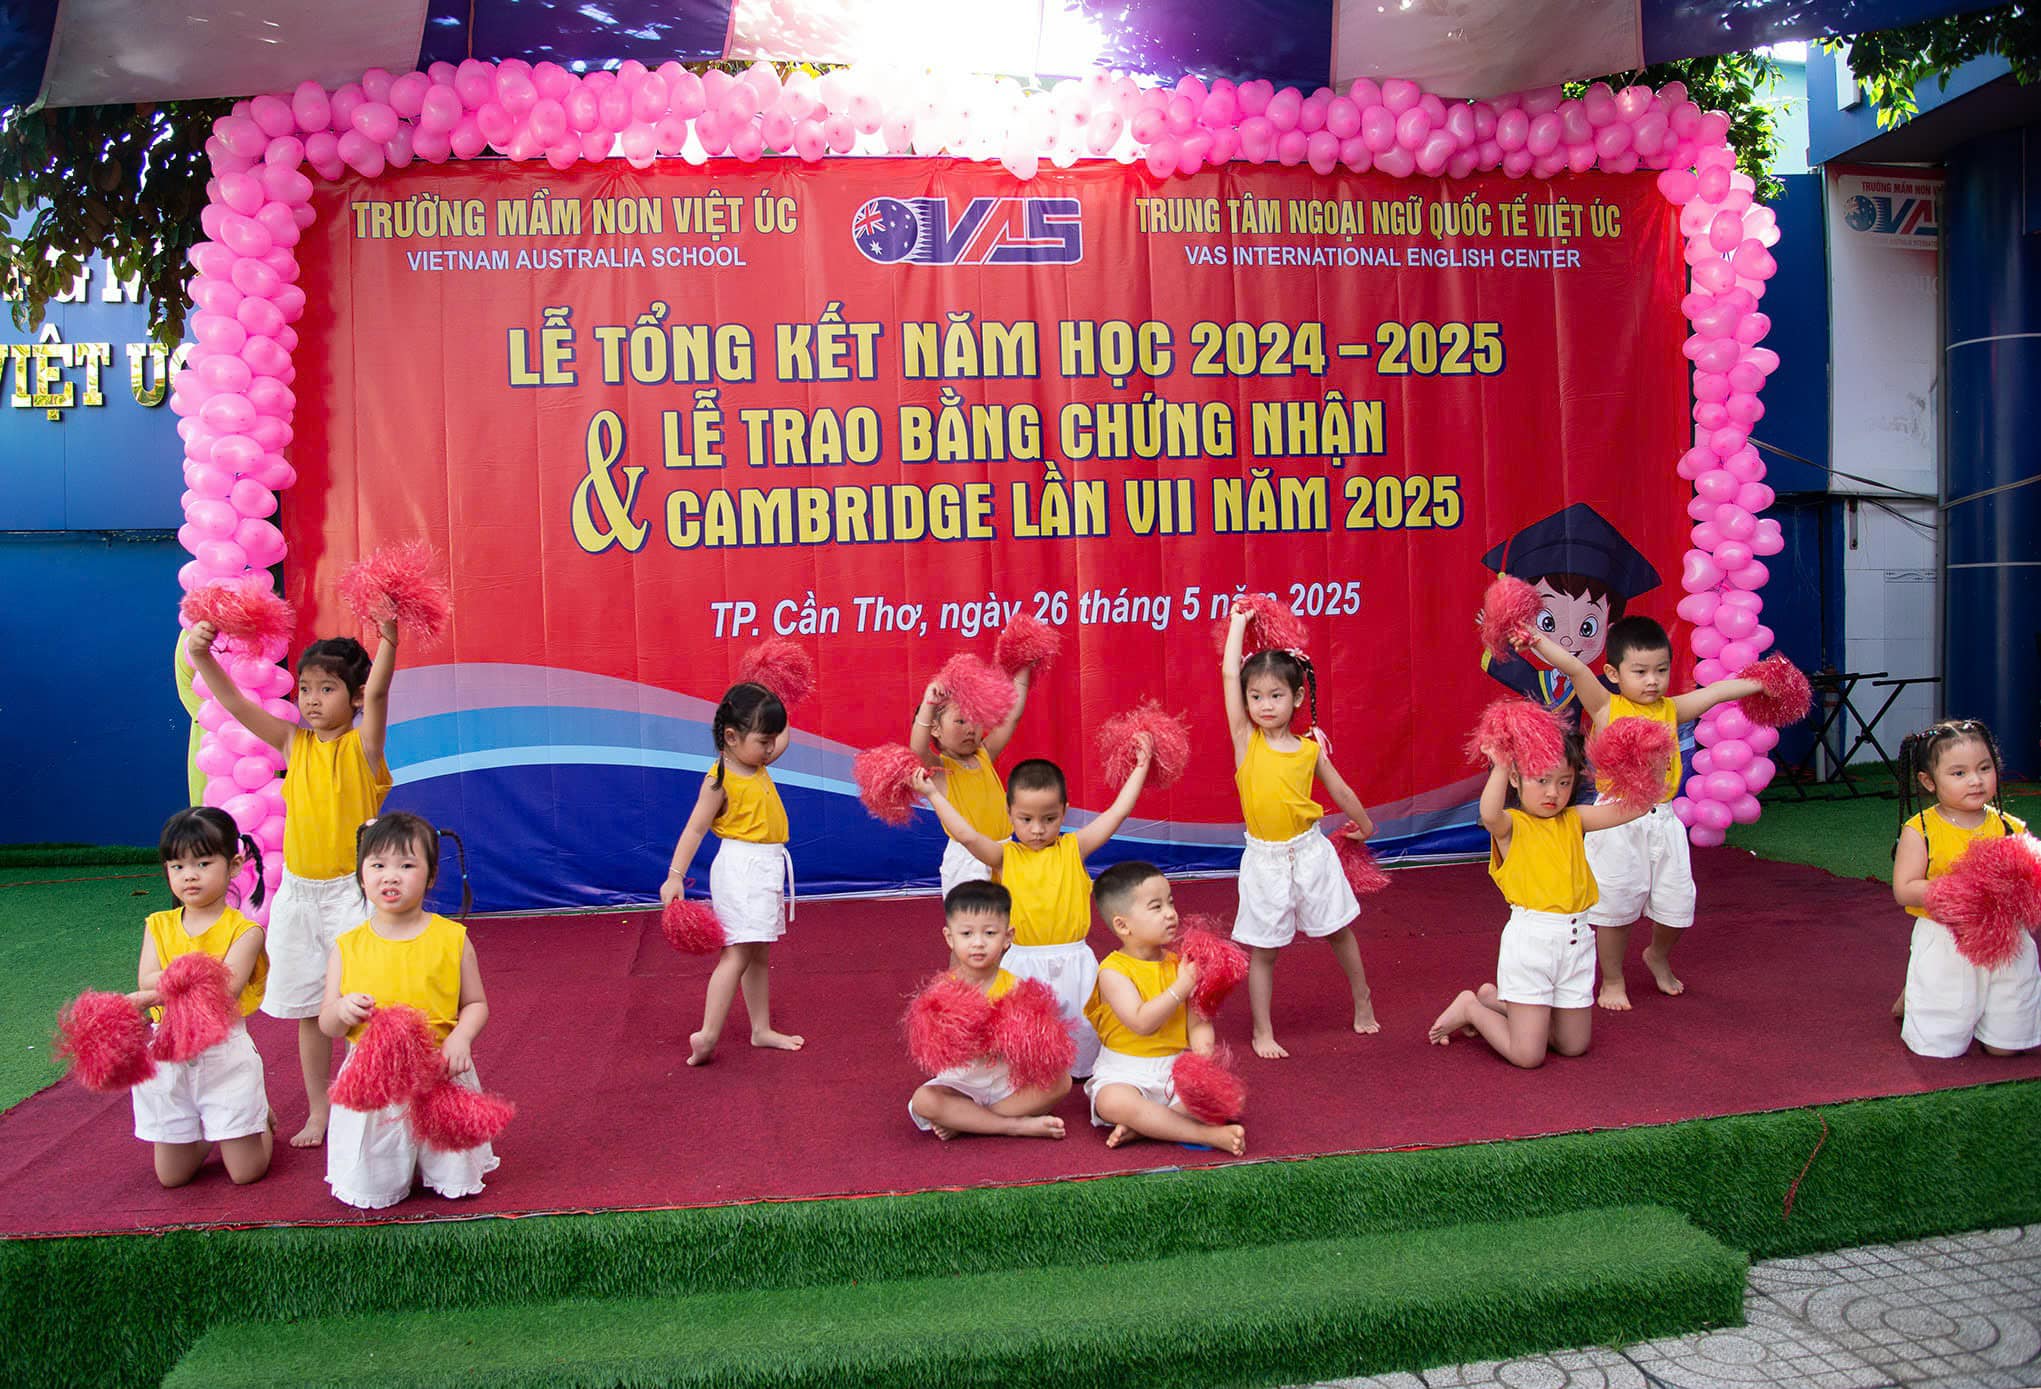 TRƯỜNG MẦM NON VIỆT ÚC
VIETNAM AUSTRALIA SCHOOL
VAS
TRUNG TÂM NGOẠI NGỮ QUỐC TẾ VIỆT ÚC
VAS INTERNATIONAL ENGLISH CENTER
LỄ TỔNG KẾT NĂM HỌC 2024 – 2025
& LỄ TRAO BẰNG CHỨNG NHẬN
CAMBRIDGE LẦN VII NĂM 2025
TP. Cần Thơ, ngày 26 tháng 5 năm 2025
VIỆT ÚC
TRƯỜNG MẦM NON
VAS